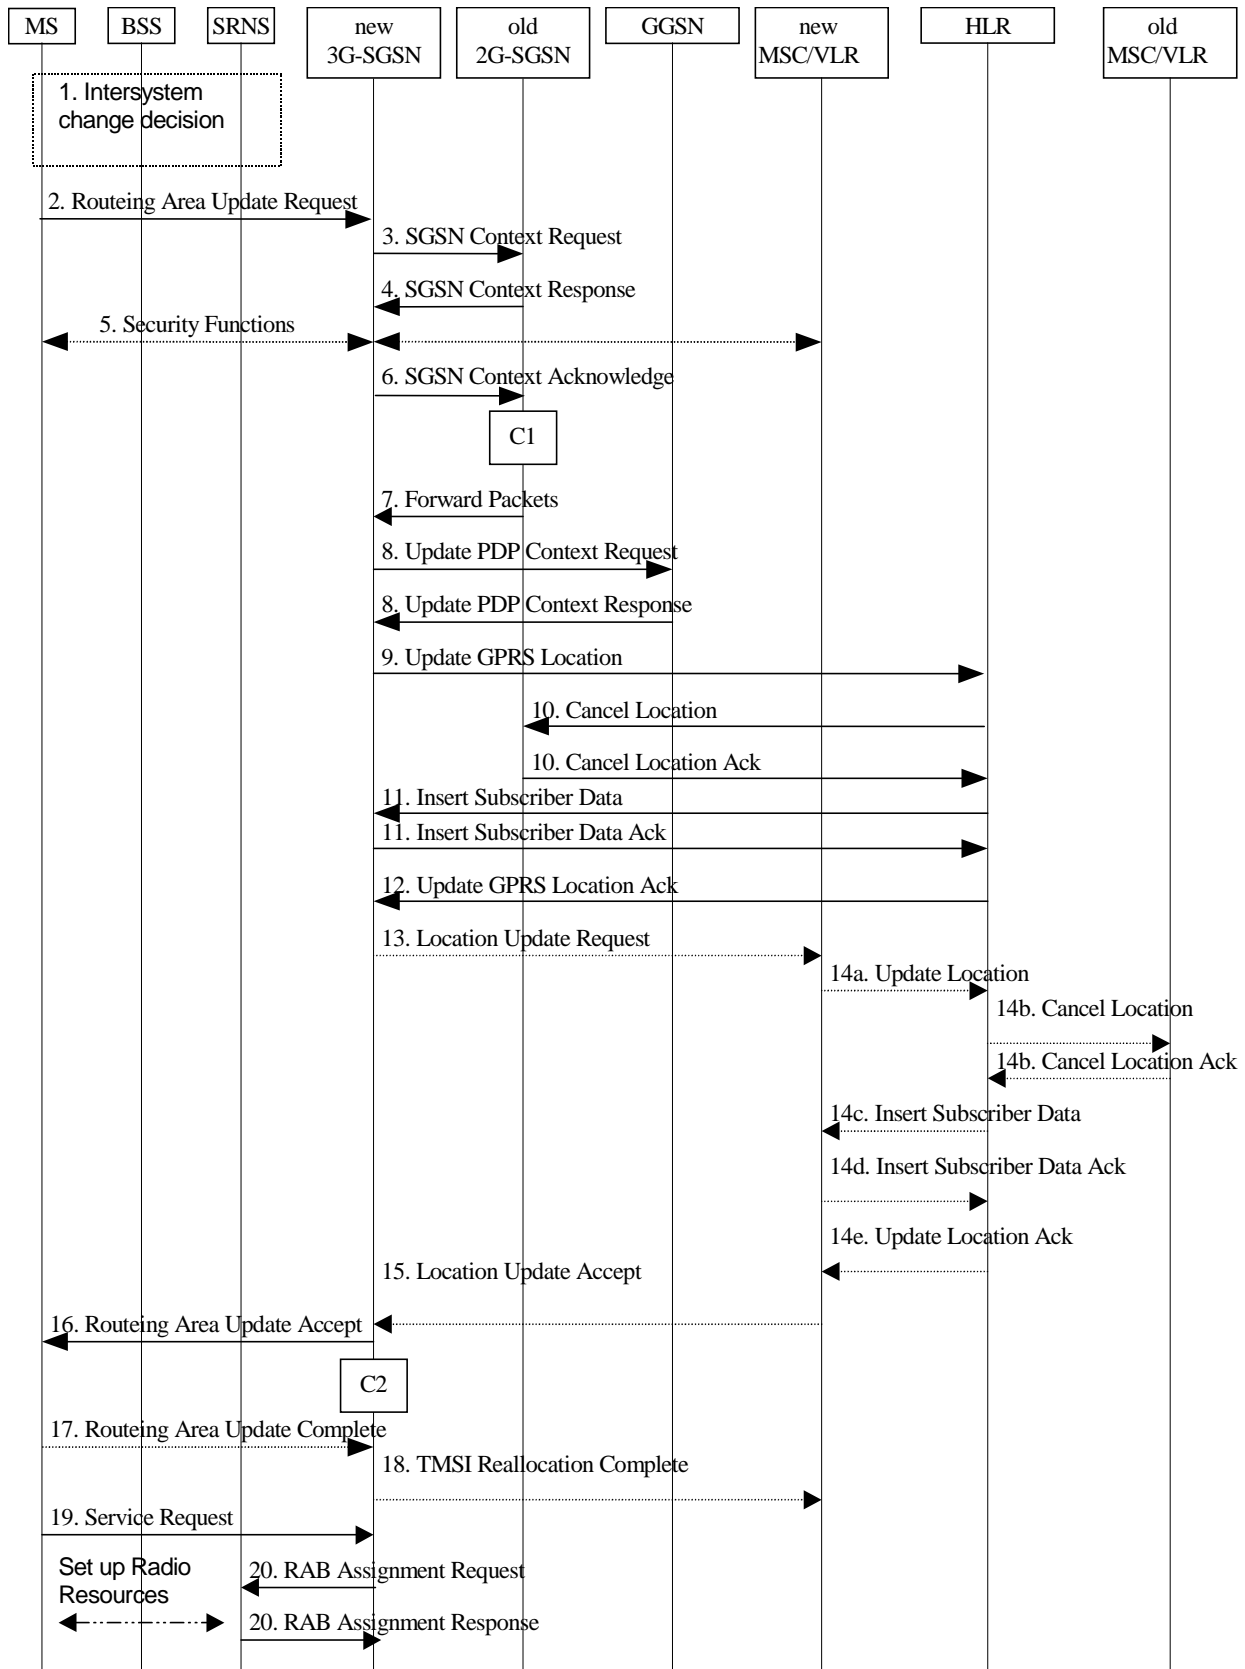 MS
BSS
SRNS
new
3G-SGSN
old
2G-SGSN
GGSN
new
MSC/VLR
HLR
old
MSC/VLR
1. Intersystem
change decision
2. Routeing Area Update Request
3. SGSN Context Request
4. SGSN Context Response
5. Security Functions
6. SGSN Context Acknowledge
C1
7. Forward Packets
8. Update PDP Context Request
8. Update PDP Context Response
9. Update GPRS Location
10. Cancel Location
10. Cancel Location Ack
11. Insert Subscriber Data
11. Insert Subscriber Data Ack
12. Update GPRS Location Ack
13. Location Update Request
14a. Update Location
14b. Cancel Location
14b. Cancel Location Ack
14c. Insert Subscriber Data
14d. Insert Subscriber Data Ack
14e. Update Location Ack
15. Location Update Accept
16. Routeing Area Update Accept
C2
17. Routeing Area Update Complete
18. TMSI Reallocation Complete
19. Service Request
Set up Radio
Resources
20. RAB Assignment Request
20. RAB Assignment Response